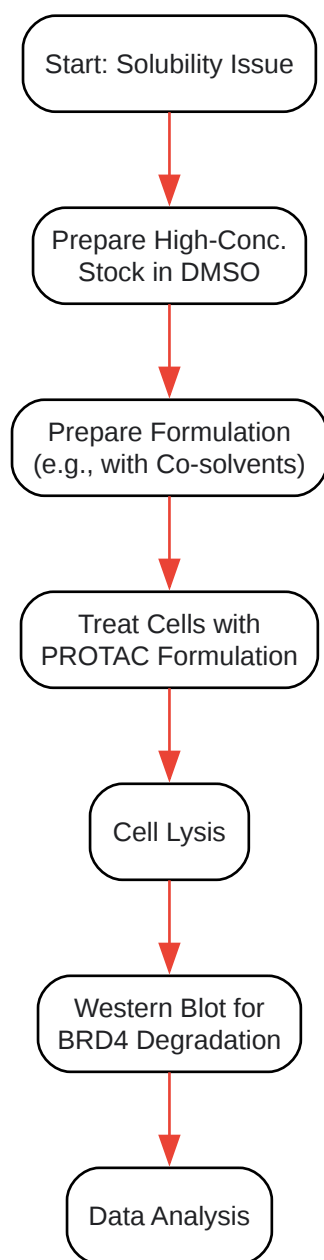 Start: Solubility Issue
Prepare High-Conc.
Stock in DMSO
Prepare Formulation
(e.g., with Co-solvents)
Treat Cells with
PROTAC Formulation
Cell Lysis
Western Blot for
BRD4 Degradation
Data Analysis